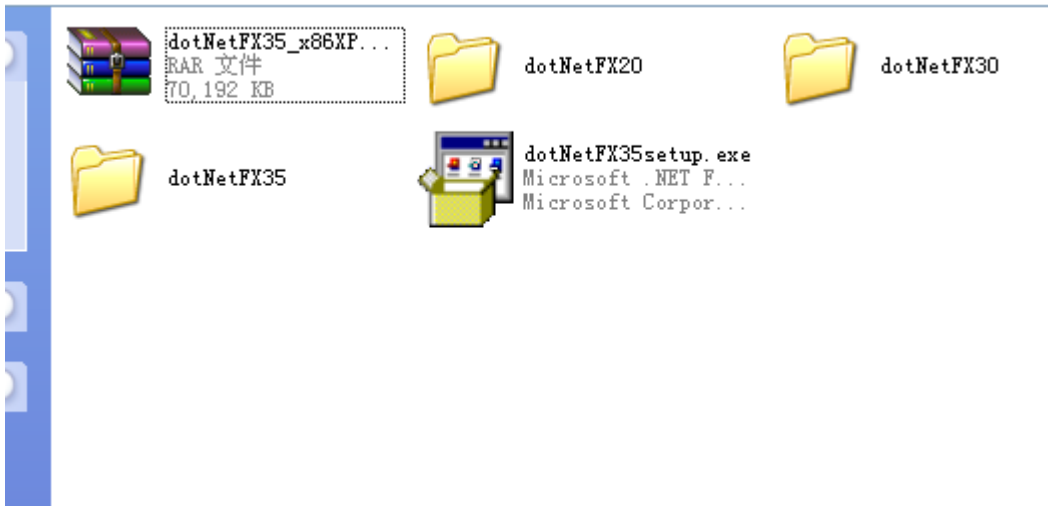 dotNetFX35_x86XP...
RAR 文件
70,192 KB
dotNetFX20
dotNetFX30
dotNetFX35
dotNetFX35setup.exe
Microsoft .NET F...
Microsoft Corpor...